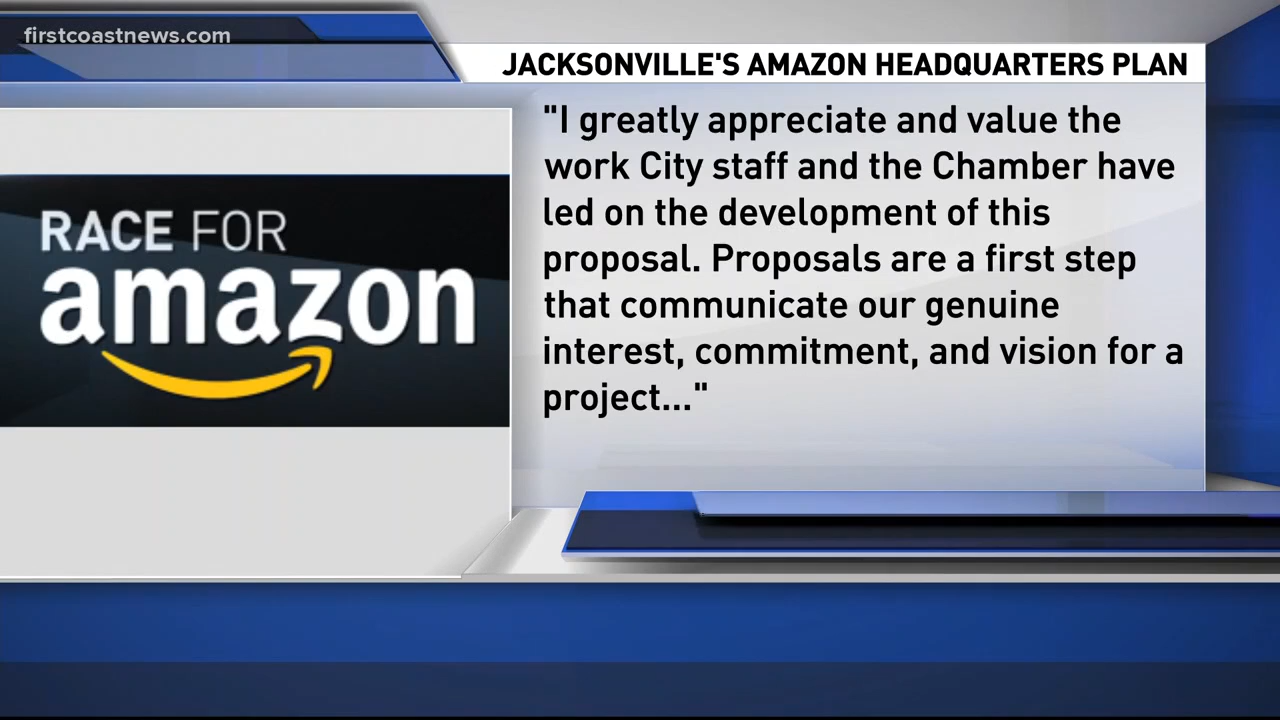 firstcoastnews.com
JACKSONVILLE'S AMAZON HEADQUARTERS PLAN
RACE FOR
amazon
"I greatly appreciate and value the
work City staff and the Chamber have
led on the development of this
proposal. Proposals are a first step
that communicate our genuine
interest, commitment, and vision for a
project..."